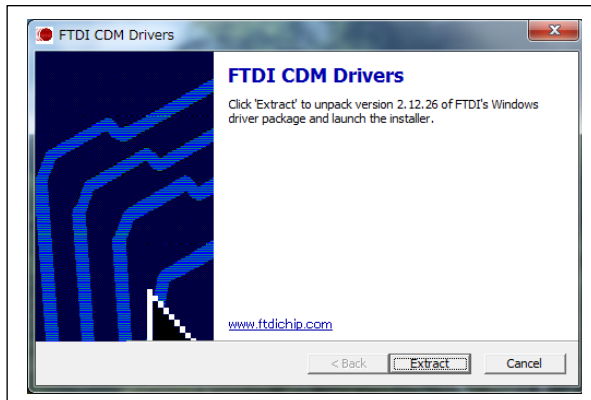 FTDI CDM Drivers
FTDI CDM Drivers
Click 'Extract' to unpack version 2.12.26 of FTDI's Windows
driver package and launch the installer.
www.ftdichip.com
< Back Extract Cancel